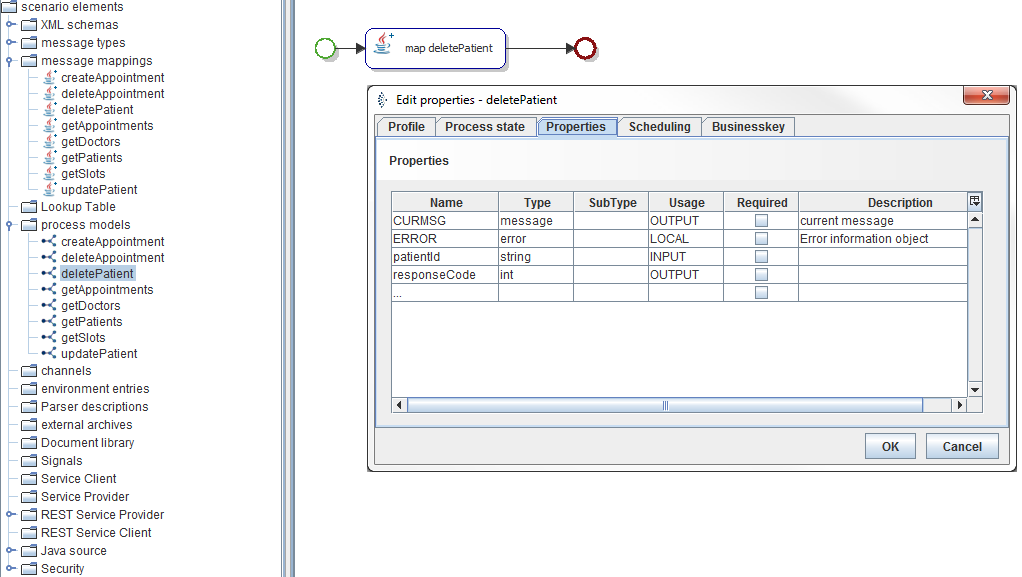 scenario elements
XML schemas
message types
message mappings
createAppointment
deleteAppointment
deletePatient
getAppointments
getDoctors
getPatients
getSlots
updatePatient
Lookup Table
process models
createAppointment
deleteAppointment
deletePatient
getAppointments
getDoctors
getPatients
getSlots
updatePatient
channels
environment entries
Parser descriptions
external archives
Document library
Signals
Service Client
Service Provider
REST Service Provider
REST Service Client
Java source
Security
map deletePatient
Edit properties - deletePatient
Profile Process state Properties Scheduling Businesskey
Properties
Name Type SubType Usage Required Description
CURMSG message OUTPUT current message
ERROR error LOCAL Error information object
patientId string INPUT
responseCode int OUTPUT
...
OK Cancel